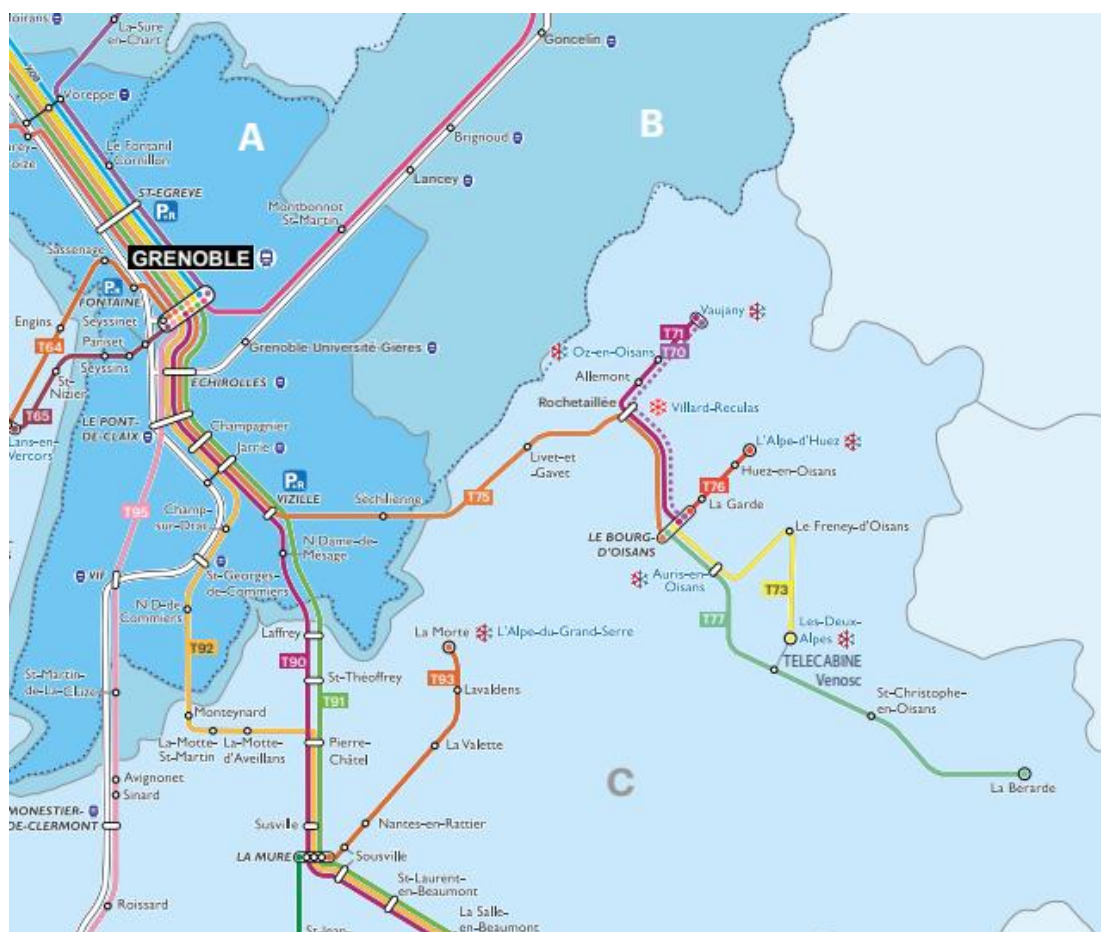 La-Sure
en-Chart
Goncelin
Voreppe
A
B
Brignoud
Le Fontanil
Cornillon
Lancey
ST-EGREVE
P+R
Montbonnot
St-Martin
Sassenage
GRENOBLE
P+R
FONTAINE
Engins
Seyssinet
Pariset
T64
Seyssins
Grenoble-Université-Gières
St-
Nizier
ECHIROLLES
T65
Lans-en-
Vercors
LE PONT-
DE-CLAIX
Champagnier
Jarrie
P+R
VIZILLE
T95
Champ-
sur-Drac
Séchilienne
T75
Livet-et
Gavet
Vaujany
T71
T70
Oz-en-Oisans
Allemont
Rochetaillée
Villard-Reculas
L'Alpe-d'Huez
Huez-en-Oisans
T76
La Garde
LE BOURG-
D'OISANS
Le Freney-d'Oisans
Auris-en-
Oisans
T73
T77
Les-Deux-
Alpes
TELECABINE
Venosc
St-Christophe-
en-Oisans
La Bérarde
N.Dame-de-
Mésage
VIF
St-Georges-
de-Commiers
N.D-de-
Commiers
T92
Laffrey
La Morte
L'Alpe-du-Grand-Serre
T90
T93
St-Théoffrey
Lavaldens
T91
St-Martin-
de-La-Cluze
Monteynard
La-Motte-
St-Martin
La-Motte-
d'Aveillans
Pierre-
Châtel
La Valette
C
Avignonet
Sinard
MONESTIER-
DE-CLERMONT
Susville
Nantes-en-Rattier
LA MURE
Sousville
St-Laurent-
en-Beaumont
Roissard
La Salle-
en-Beaumont
St-Jean-